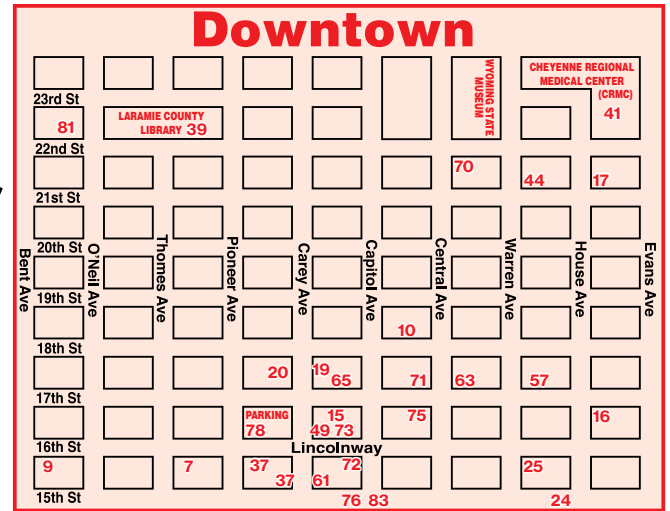 Downtown
WYOMING STATE
MUSEUM
CHEYENNE REGIONAL
MEDICAL CENTER
(CRMC)
41
23rd St
81
LARAMIE COUNTY
LIBRARY 39
22nd St
70
44
17
21st St
Bent Ave
20th St
O'Neil Ave
Thomes Ave
Pioneer Ave
Carey Ave
Capitol Ave
Central Ave
Warren Ave
House Ave
Evans Ave
19th St
10
18th St
20
19
65
71
63
57
17th St
PARKING
78
15
49 73
75
16
16th St
Lincolnway
9
7
37
37
72
61
25
15th St
76 83
24